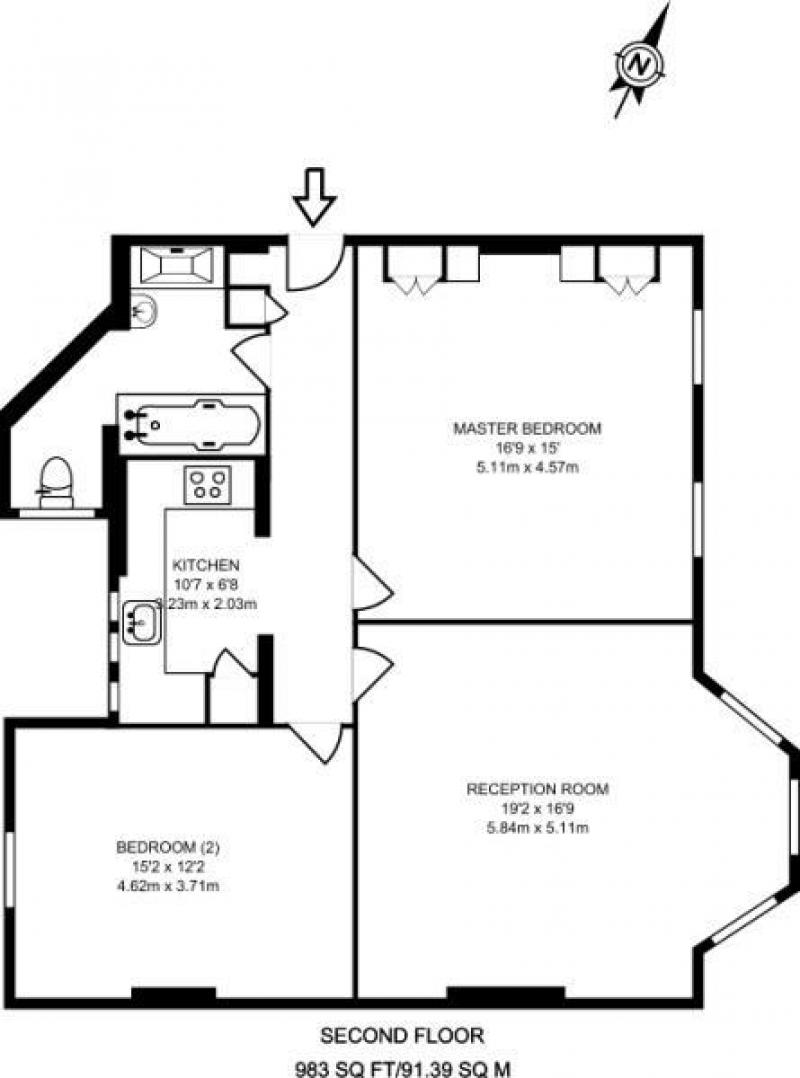 N
MASTER BEDROOM
16'9 x 15'
5.11m x 4.57m
KITCHEN
10'7 x 6'8
3.23m x 2.03m
RECEPTION ROOM
19'2 x 16'9
5.84m x 5.11m
BEDROOM (2)
15'2 x 12'2
4.62m x 3.71m
SECOND FLOOR
983 SQ FT/91.39 SQ M